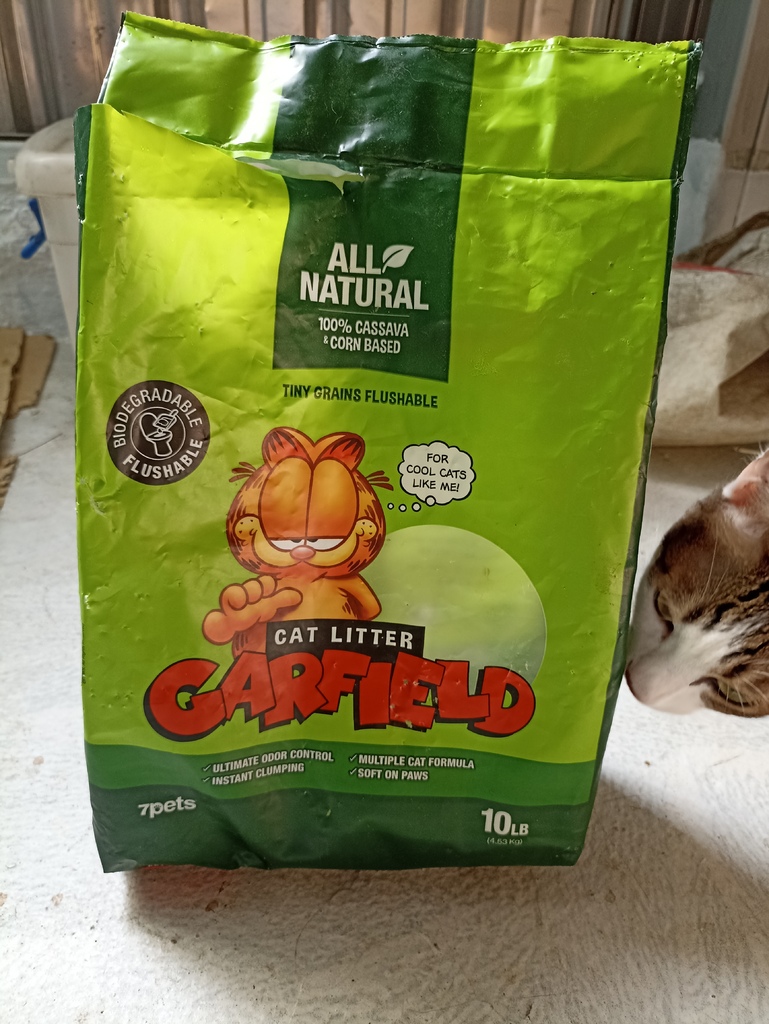 ALL
NATURAL
100% CASSAVA
& CORN BASED
TINY GRAINS FLUSHABLE
BIODEGRADABLE
FLUSHABLE
FOR
COOL CATS
LIKE ME!
CAT LITTER
GARFIELD
✓ULTIMATE ODOR CONTROL ✓MULTIPLE CAT FORMULA
✓INSTANT CLUMPING ✓SOFT ON PAWS
7pets
10LB
(4.53 Kg)